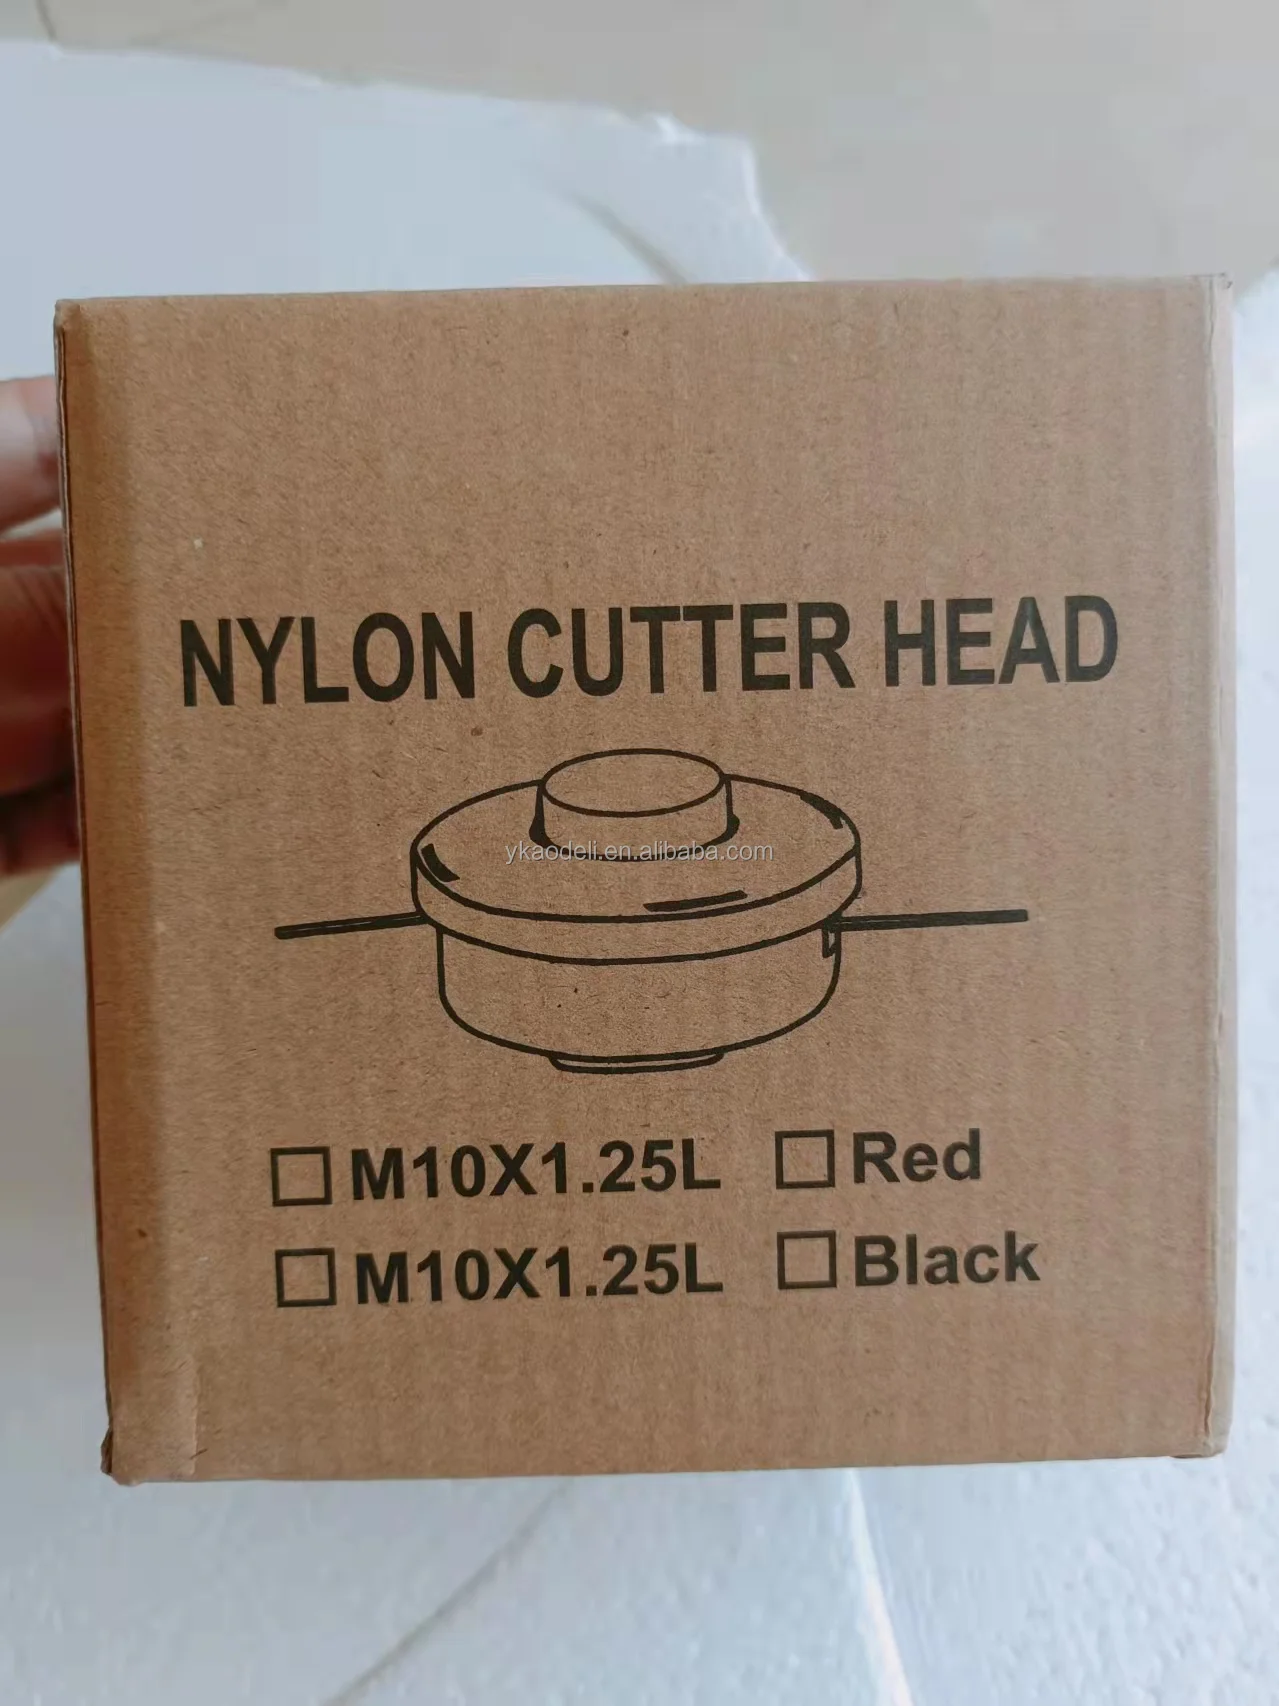 NYLON CUTTER HEAD
ykaodeli.en.alibaba.com
M10X1.25L Red
M10X1.25L Black